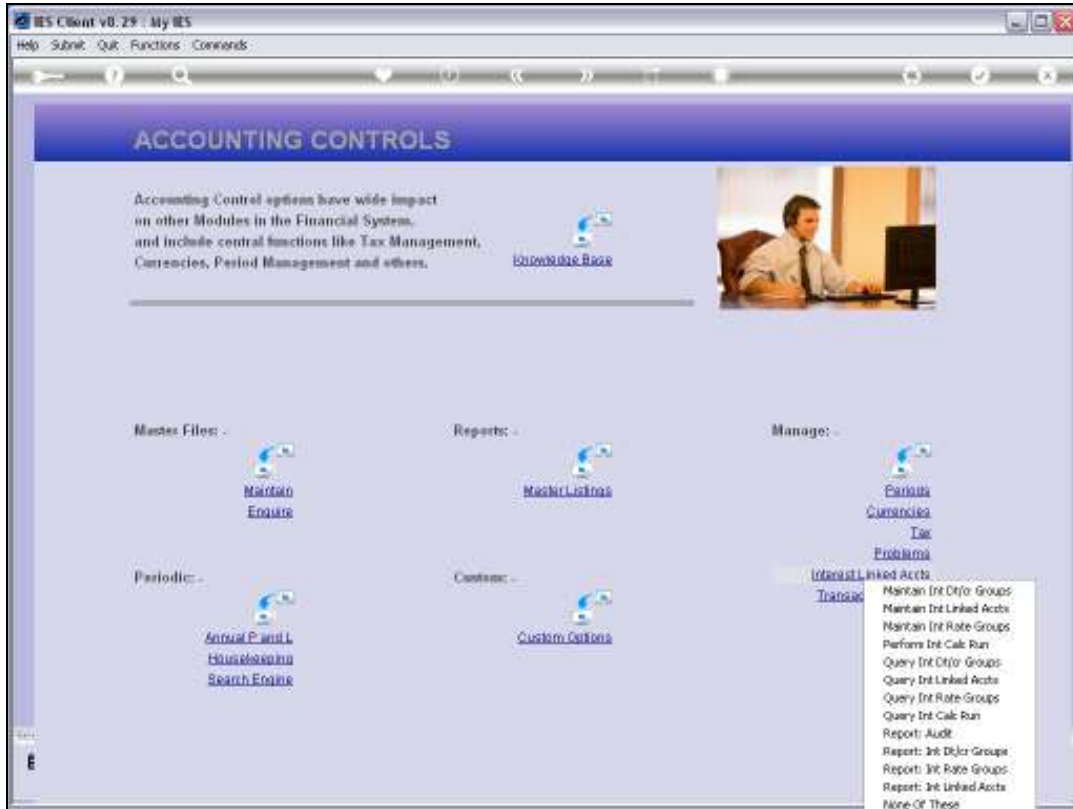 IES Client v8.29 : My IES
Help Submit Quit Functions Commands
ACCOUNTING CONTROLS
Accounting Control options have wide impact
on other Modules in the Financial System,
and include central functions like Tax Management,
Currencies, Period Management and others.
Knowledge Base
Master Files: -
Maintain
Enquire
Reports: -
Master Listings
Manage: -
Periods
Currencies
Tax
Problems
Interest Linked Accts
Periodic: -
Annual P and L
Housekeeping
Search Engine
Custom: -
Custom Options
Maintain Int Dt/cr Groups
Maintain Int Linked Accts
Maintain Int Rate Groups
Perform Int Calc Run
Query Int Dt/cr Groups
Query Int Linked Accts
Query Int Rate Groups
Query Int Calc Run
Report: Audit
Report: Int Dt/cr Groups
Report: Int Rate Groups
Report: Int Linked Accts
None Of These